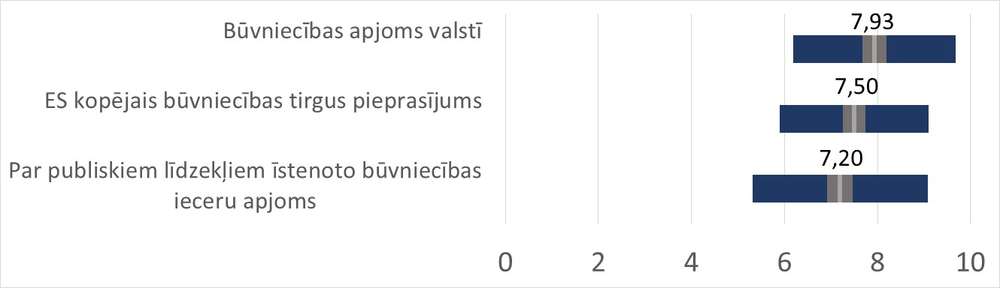 Būvniecības apjoms valstī
7,93
ES kopējais būvniecības tirgus pieprasījums
7,50
Par publiskiem līdzekļiem īstenoto būvniecības
ieceru apjoms
7,20
0 2 4 6 8 10